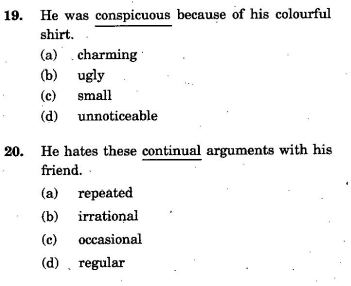 19. He was conspicuous because of his colourful
shirt.
(a) charming
(b) ugly
(c) small
(d) unnoticeable
20. He hates these continual arguments with his
friend.
(a) repeated
(b) irrational
(c) occasional
(d) regular